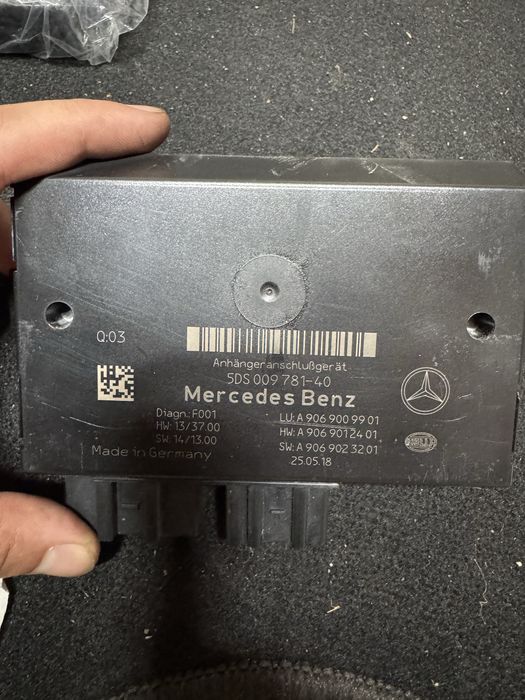 Q:03
Anhängeranschlußgerät
5DS 009 781-40
Mercedes Benz
Diagn.:F001
HW: 13/37.00
SW: 14/13.00
Made in Germany
LU: A 906 900 99 01
HW: A 906 901 24 01
SW: A 906 902 32 01
25.05.18
HELLA